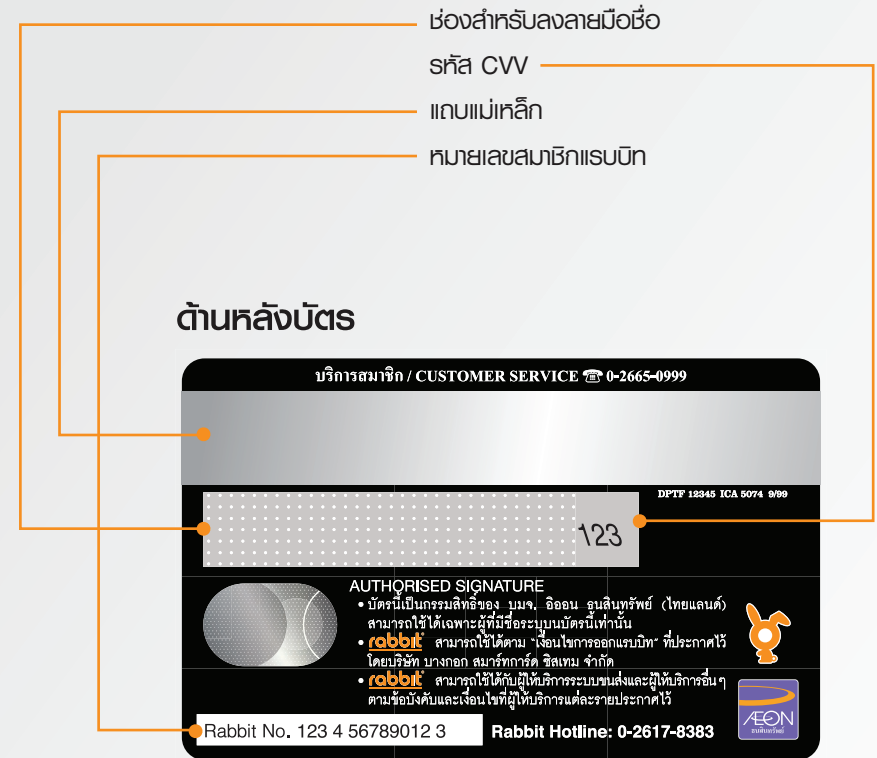 ช่องสำหรับลงลายมือชื่อ
รหัส CVV
แถบแม่เหล็ก
หมายเลขสมาชิกแรบบิท
ด้านหลังบัตร
บริการสมาชิก / CUSTOMER SERVICE ☎ 0-2665-0999
DPTF 12345 ICA 5074 9/99
123
AUTHORISED SIGNATURE
• บัตรนี้เป็นกรรมสิทธิ์ของ บมจ. อิออน ธนสินทรัพย์ (ไทยแลนด์)
สามารถใช้ได้เฉพาะผู้ที่มีชื่อระบุบนบัตรนี้เท่านั้น
• rabbit สามารถใช้ได้ตาม "เงื่อนไขการออกแรบบิท" ที่ประกาศไว้
โดยบริษัท บางกอก สมาร์ทการ์ด ซิสเทม จำกัด
• rabbit สามารถใช้ได้กับผู้ให้บริการระบบขนส่งและผู้ให้บริการอื่นๆ
ตามข้อบังคับและเงื่อนไขที่ผู้ให้บริการแต่ละรายประกาศไว้
ÆON
ธนสินทรัพย์
Rabbit No. 123 4 56789012 3
Rabbit Hotline: 0-2617-8383